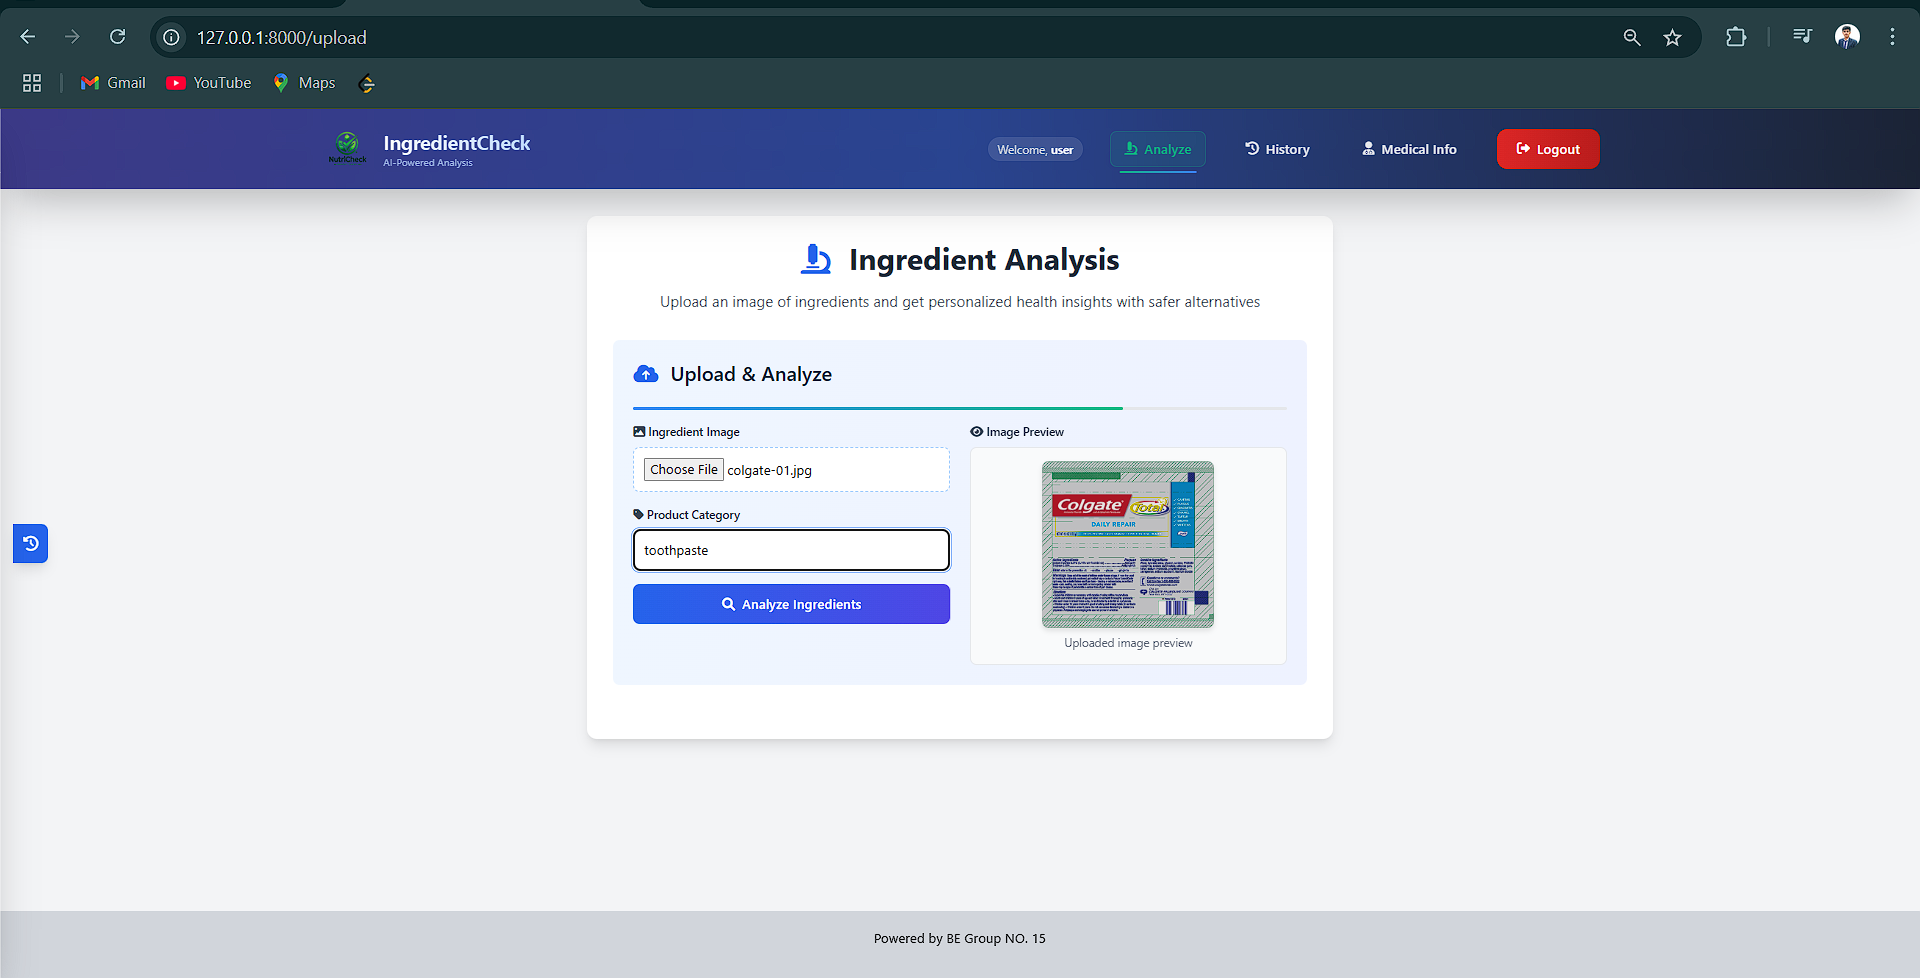 127.0.0.1:8000/upload
Gmail
YouTube
Maps
NutriCheck
IngredientCheck
AI-Powered Analysis
Welcome, user
Analyze
History
Medical Info
Logout
Ingredient Analysis
Upload an image of ingredients and get personalized health insights with safer alternatives
Upload & Analyze
Ingredient Image
Choose File colgate-01.jpg
Product Category
toothpaste
Analyze Ingredients
Image Preview
Colgate Total
DAILY REPAIR
Uploaded image preview
Powered by BE Group NO. 15